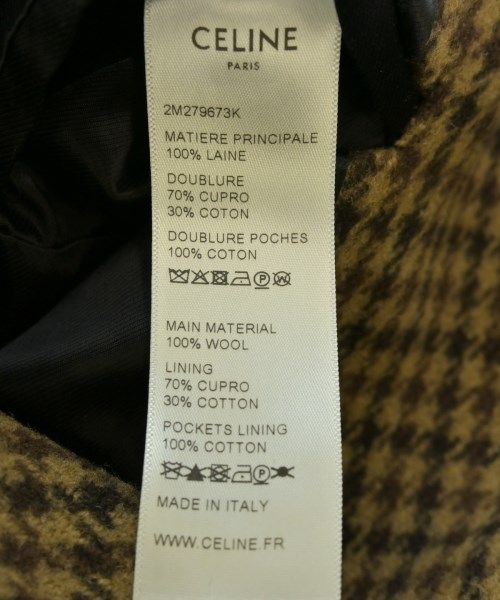 CELINE
PARIS
2M279673K
MATIERE PRINCIPALE
100% LAINE
DOUBLURE
70% CUPRO
30% COTON
DOUBLURE POCHES
100% COTON
MAIN MATERIAL
100% WOOL
LINING
70% CUPRO
30% COTTON
POCKETS LINING
100% COTTON
MADE IN ITALY
WWW.CELINE.FR